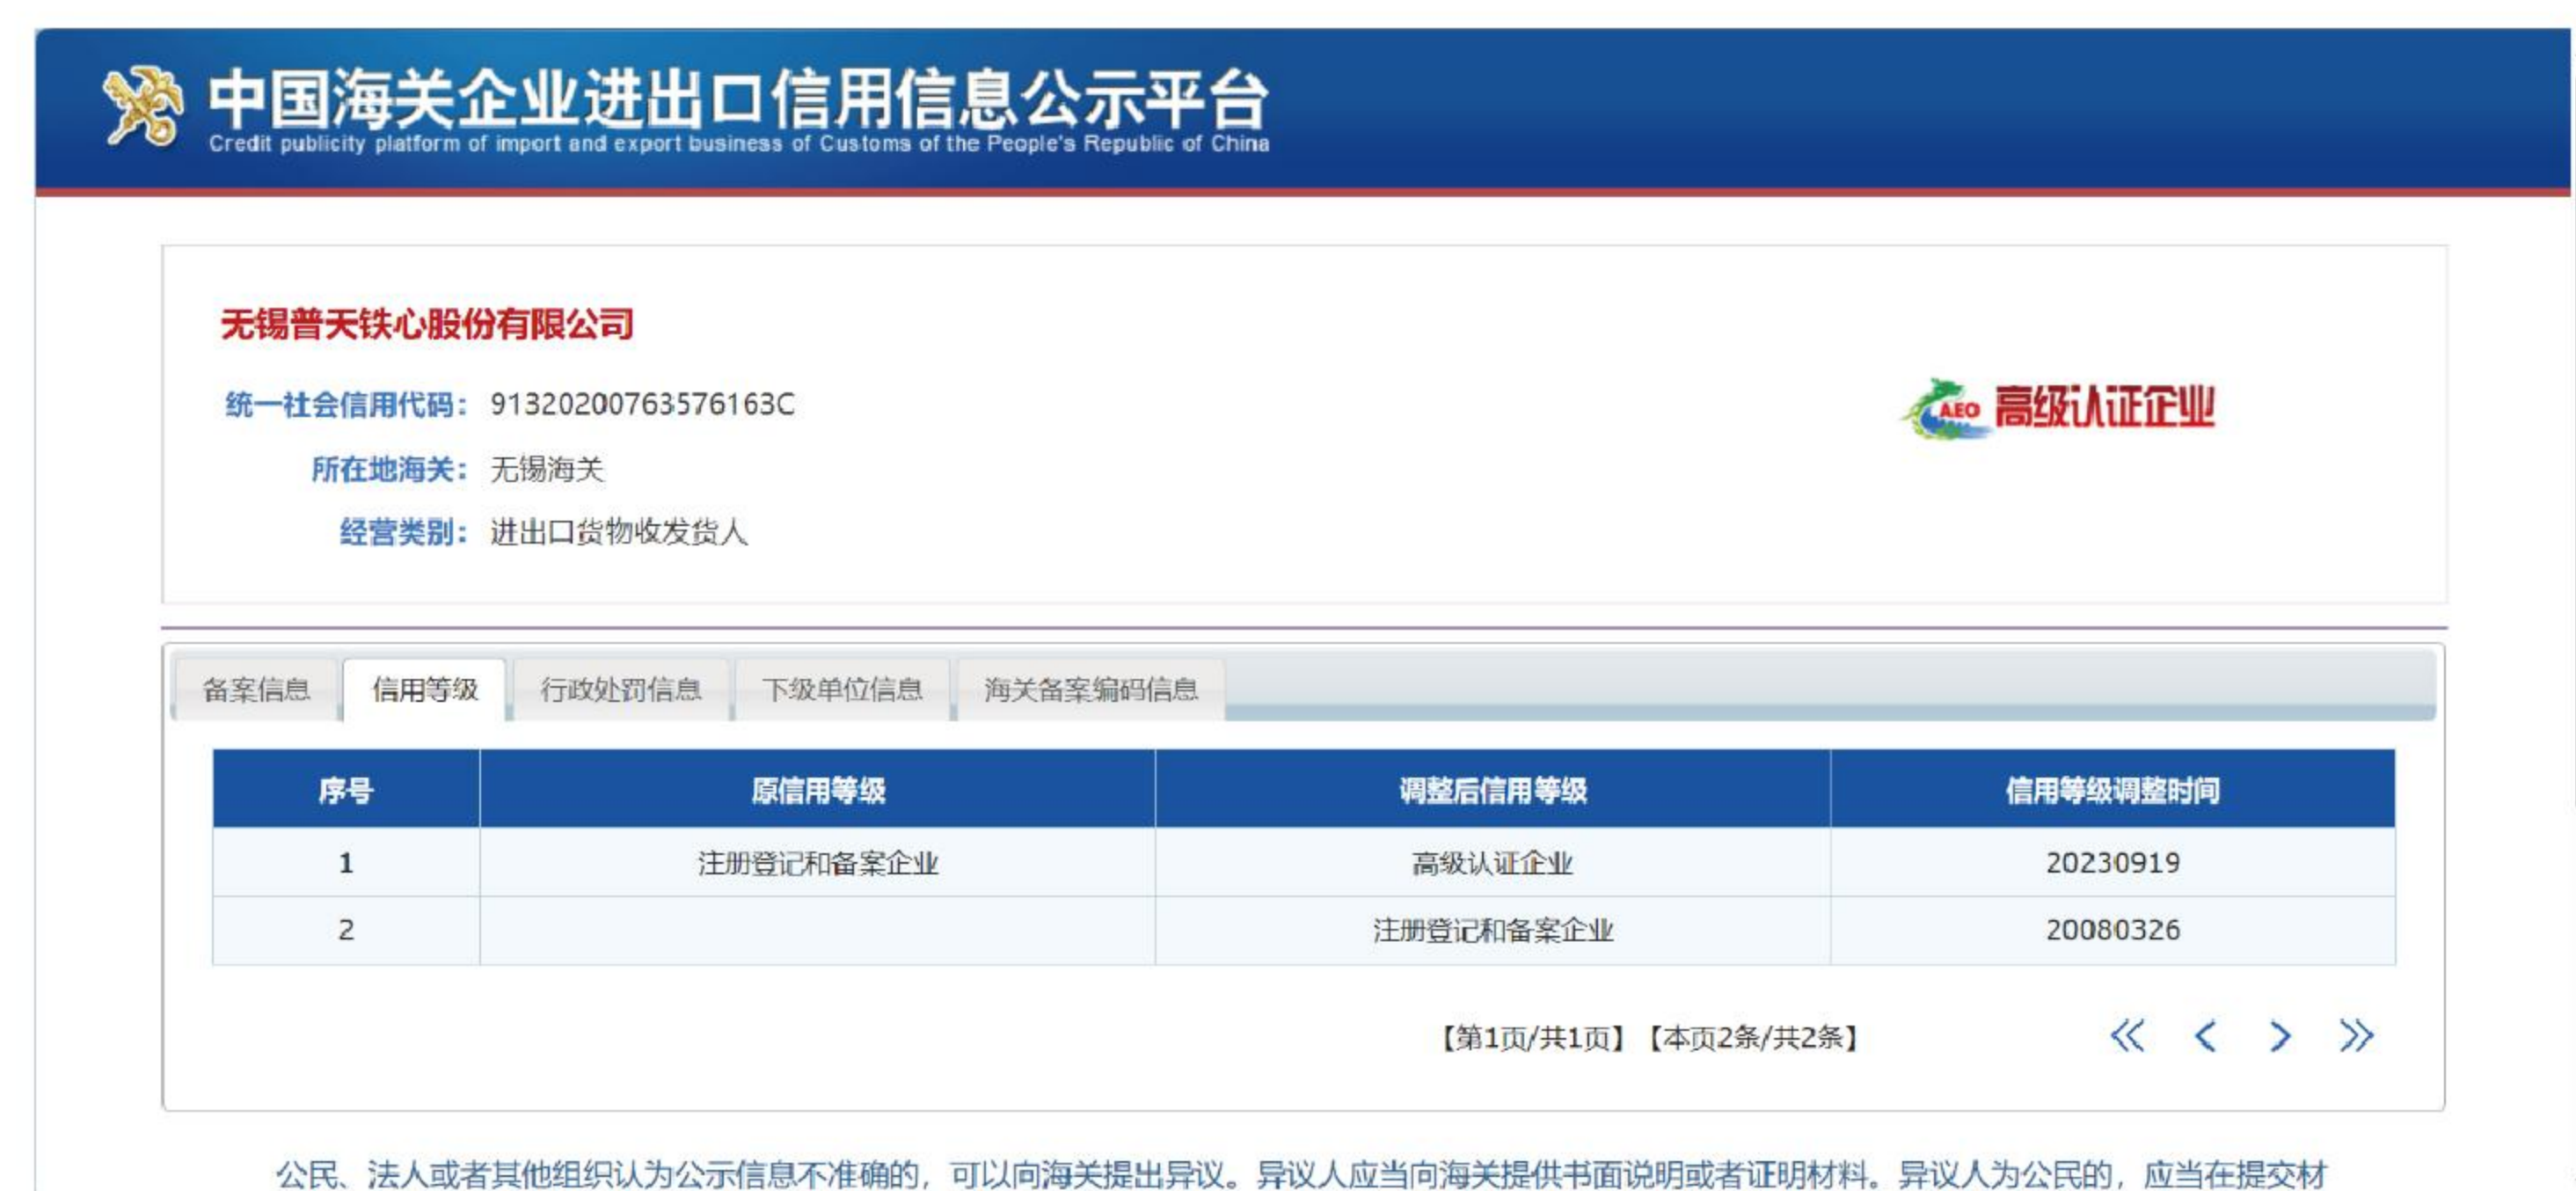 中国海关企业进出口信用信息公示平台
Credit publicity platform of import and export business of Customs of the People's Republic of China
无锡普天铁心股份有限公司
统一社会信用代码： 91320200763576163C
AEO 高级认证企业
所在地海关： 无锡海关
经营类别： 进出口货物收发货人
备案信息 信用等级 行政处罚信息 下级单位信息 海关备案编码信息
序号 原信用等级 调整后信用等级 信用等级调整时间
1 注册登记和备案企业 高级认证企业 20230919
2 注册登记和备案企业 20080326
【第1页/共1页】【本页2条/共2条】
公民、法人或者其他组织认为公示信息不准确的，可以向海关提出异议。异议人应当向海关提供书面说明或者证明材料。异议人为公民的，应当在提交材